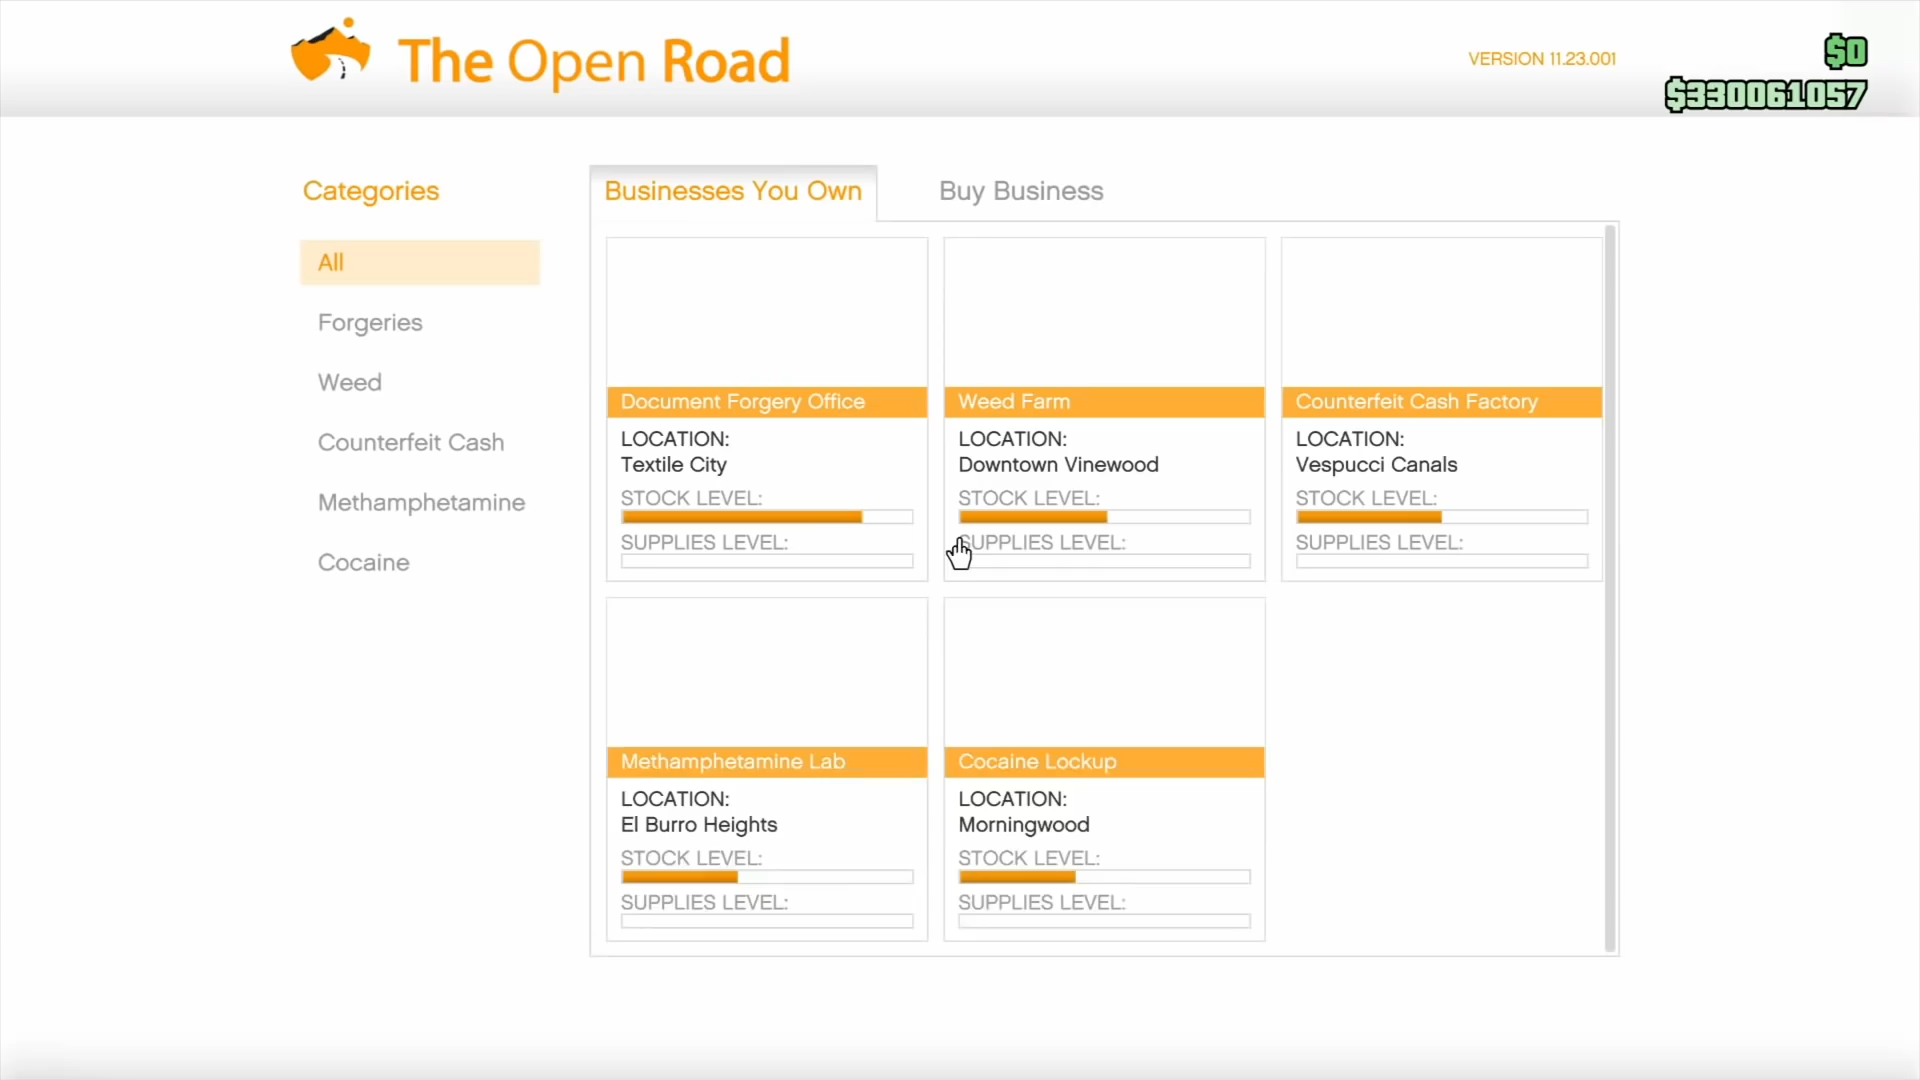 The Open Road
VERSION 11.23.001
$0
$330061057
Categories
All
Forgeries
Weed
Counterfeit Cash
Methamphetamine
Cocaine
Businesses You Own
Buy Business
Document Forgery Office
LOCATION:
Textile City
STOCK LEVEL:
SUPPLIES LEVEL:
Weed Farm
LOCATION:
Downtown Vinewood
STOCK LEVEL:
SUPPLIES LEVEL:
Counterfeit Cash Factory
LOCATION:
Vespucci Canals
STOCK LEVEL:
SUPPLIES LEVEL:
Methamphetamine Lab
LOCATION:
El Burro Heights
STOCK LEVEL:
SUPPLIES LEVEL:
Cocaine Lockup
LOCATION:
Morningwood
STOCK LEVEL:
SUPPLIES LEVEL: